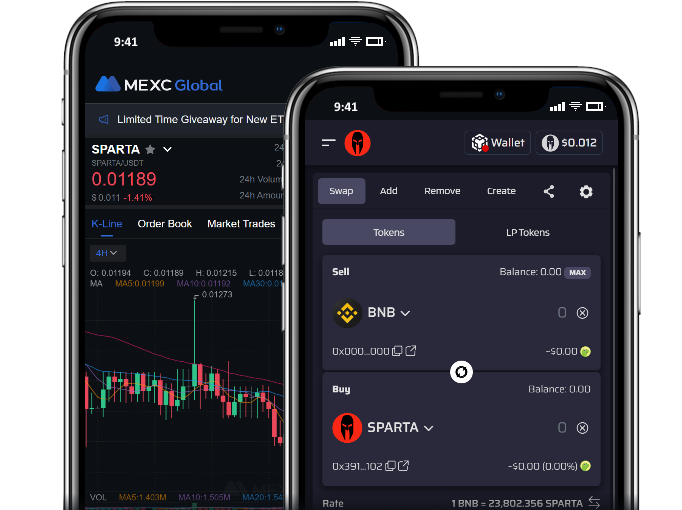 9:41
MEXC Global
Limited Time Giveaway for New ET
SPARTA
24
SPARTA/USDT
0.01189
24h Volum
$ 0.011 -1.41%
24h Amoun
K-Line Order Book Market Trades
4H
O: 0.01194 C: 0.01189 H: 0.01215 L: 0.0118
MA MA5:0.01199 MA10:0.01192 MA30:0.01
0.01273
VOL MA5:1.403M MA10:1.505M MA20:1.54
9:41
Wallet $0.012
Swap Add Remove Create
Tokens LP Tokens
Sell Balance: 0.00 MAX
BNB 0
0x000...000 ~$0.00
Buy Balance: 0.00
SPARTA 0
0x391...102 ~$0.00 (0.00%)
Rate 1 BNB = 23,802.356 SPARTA